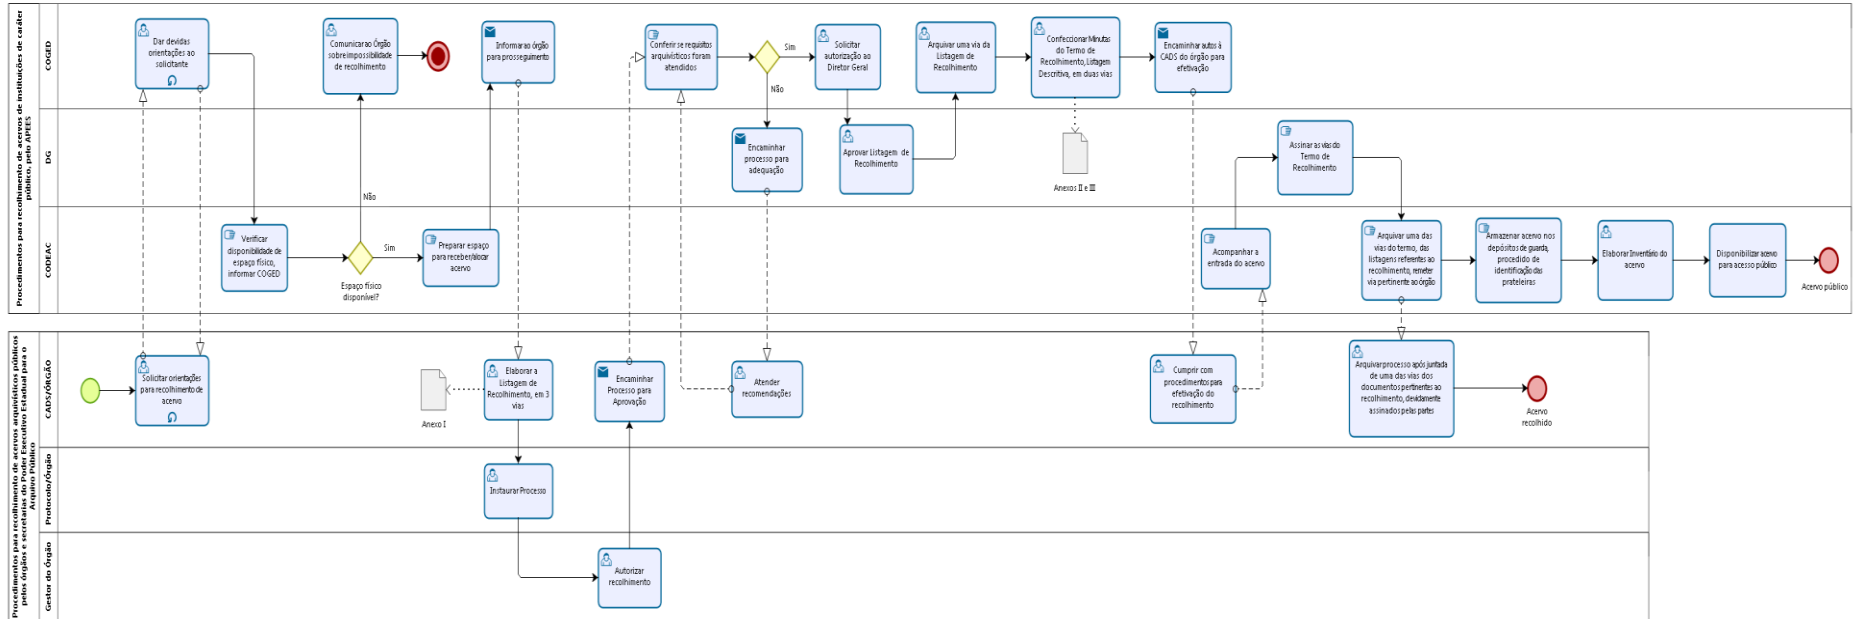 Procedimentos para recolhimento de acervos de instituições de caráter
público, pelo APEES
COGED
DG
CODEAC
Dar devidas
orientações ao
solicitante
Comunicar ao Órgão
sobre impossibilidade
de recolhimento
Informar ao órgão
para prosseguimento
Conferir se requisitos
arquivísticos foram
atendidos
Sim
Não
Solicitar
autorização ao
Diretor Geral
Arquivar uma via da
Listagem de
Recolhimento
Confeccionar Minutas
do Termo de
Recolhimento, Listagem
Descritiva, em duas vias
Encaminhar autos à
CADS do órgão para
efetivação
Encaminhar
processo para
adequação
Aprovar Listagem de
Recolhimento
Anexos II e III
Assinar as vias do
Termo de
Recolhimento
Verificar
disponibilidade de
espaço físico,
informar COGED
Não
Sim
Espaço físico
disponível?
Preparar espaço
para receber/alocar
acervo
Acompanhar a
entrada do acervo
Arquivar uma das
vias do termo, das
listagens referentes ao
recolhimento, remeter
via pertinente ao órgão
Armazenar acervo nos
depósitos de guarda,
procedido de
identificação das
prateleiras
Elaborar Inventário do
acervo
Disponibilizar acervo
para acesso público
Acervo público
Procedimentos para recolhimento de acervos arquivísticos públicos
pelos órgãos e secretarias do Poder Executivo Estadual para o
Arquivo Público
CADS/ÓRGÃO
Protocolo/Órgão
Gestor do Órgão
Solicitar orientações
para recolhimento de
acervo
Anexo I
Elaborar a
Listagem de
Recolhimento, em 3
vias
Encaminhar
Processo para
Aprovação
Atender
recomendações
Cumprir com
procedimentos para
efetivação do
recolhimento
Arquivar processo após juntada
de uma das vias dos
documentos pertinentes ao
recolhimento, devidamente
assinados pelas partes
Acervo
recolhido
Instaurar Processo
Autorizar
recolhimento